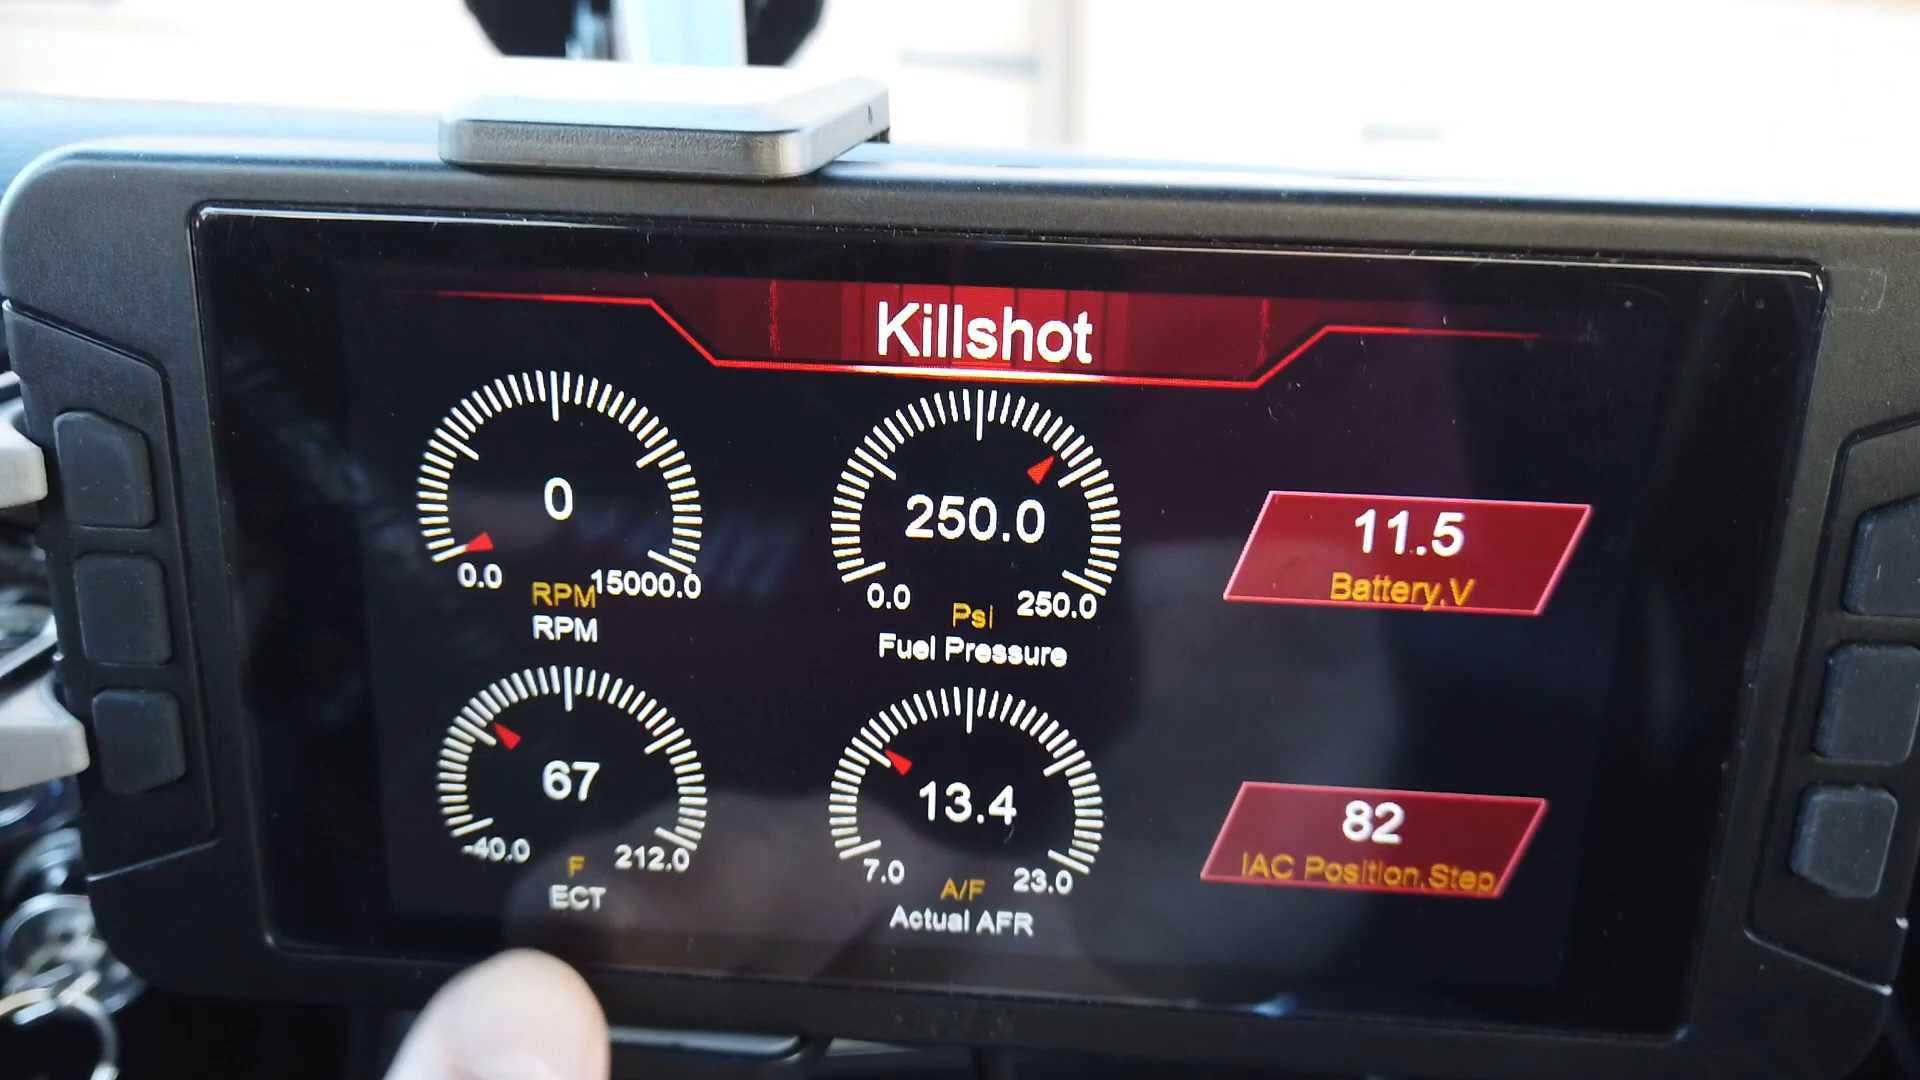 Killshot
0
0.0
15000.0
RPM
RPM
250.0
0.0
250.0
Psi
Fuel Pressure
11.5
Battery,V
67
-40.0
212.0
F
ECT
13.4
7.0
23.0
A/F
Actual AFR
82
IAC Position,Step